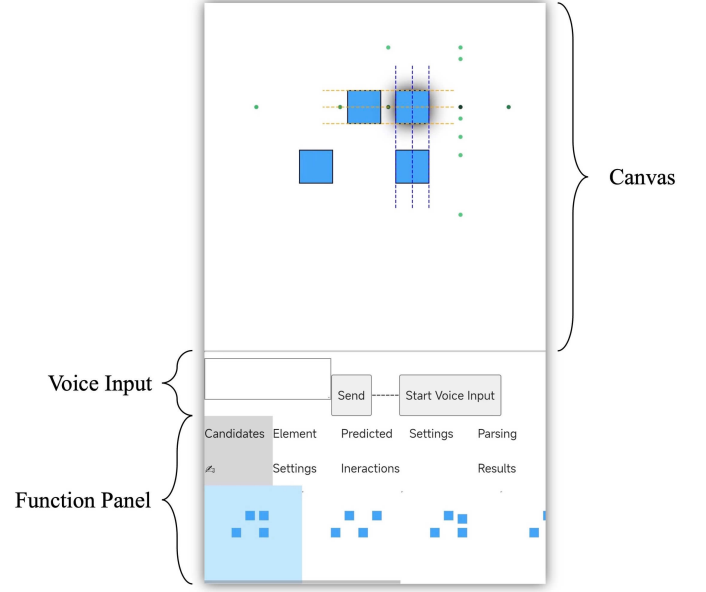 Canvas
Voice Input
Send
Start Voice Input
Function Panel
Candidates Element Predicted Settings Parsing
✍ Settings Ineractions Results